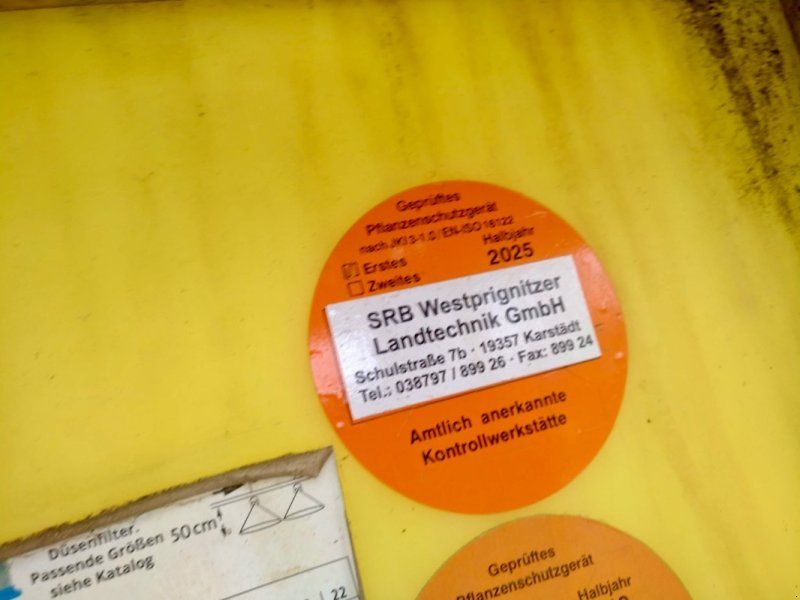 Geprüftes
Pflanzenschutzgerät
nach JKI 3-1.0 / EN-ISO 16122
Halbjahr
Erstes
2025
Zweites
SRB Westprignitzer
Landtechnik GmbH
Schulstraße 7b · 19357 Karstädt
Tel.: 038797 / 899 26 · Fax: 899 24
Amtlich anerkannte
Kontrollwerkstätte
Düsenfilter.
Passende Größen 50cm
siehe Katalog
22
Geprüftes
Pflanzenschutzgerät
Halbjahr